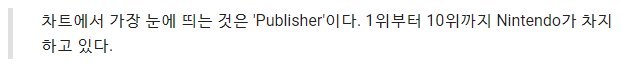 차트에서 가장 눈에 띄는 것은 'Publisher'이다. 1위부터 10위까지 Nintendo가 차지
하고 있다.